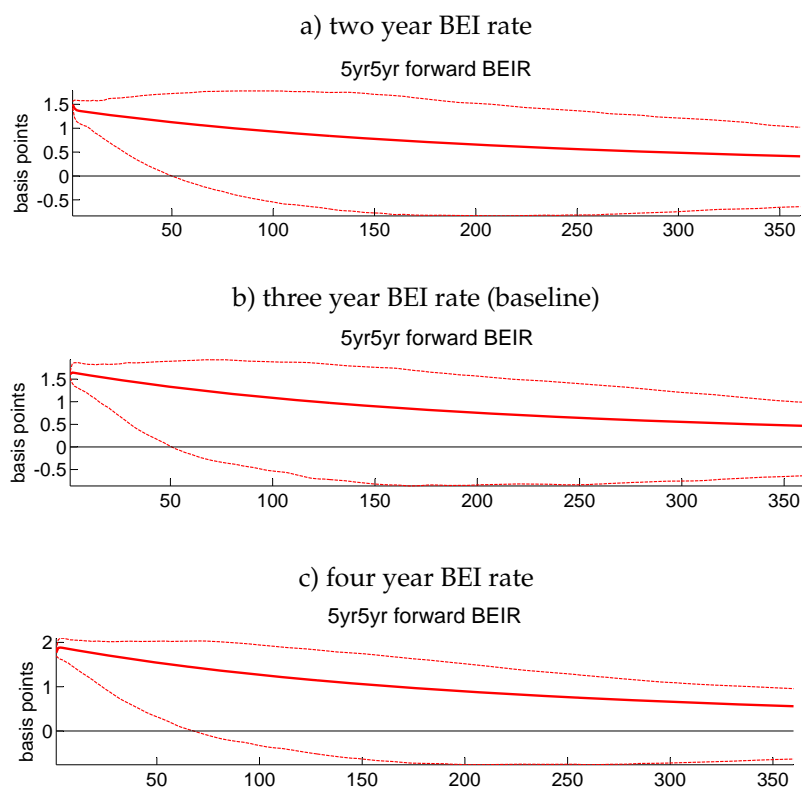 a) two year BEI rate
5yr5yr forward BEIR
basis points
1.5
1
0.5
0
-0.5
50 100 150 200 250 300 350
b) three year BEI rate (baseline)
5yr5yr forward BEIR
basis points
1.5
1
0.5
0
-0.5
50 100 150 200 250 300 350
c) four year BEI rate
5yr5yr forward BEIR
basis points
2
1
0
50 100 150 200 250 300 350